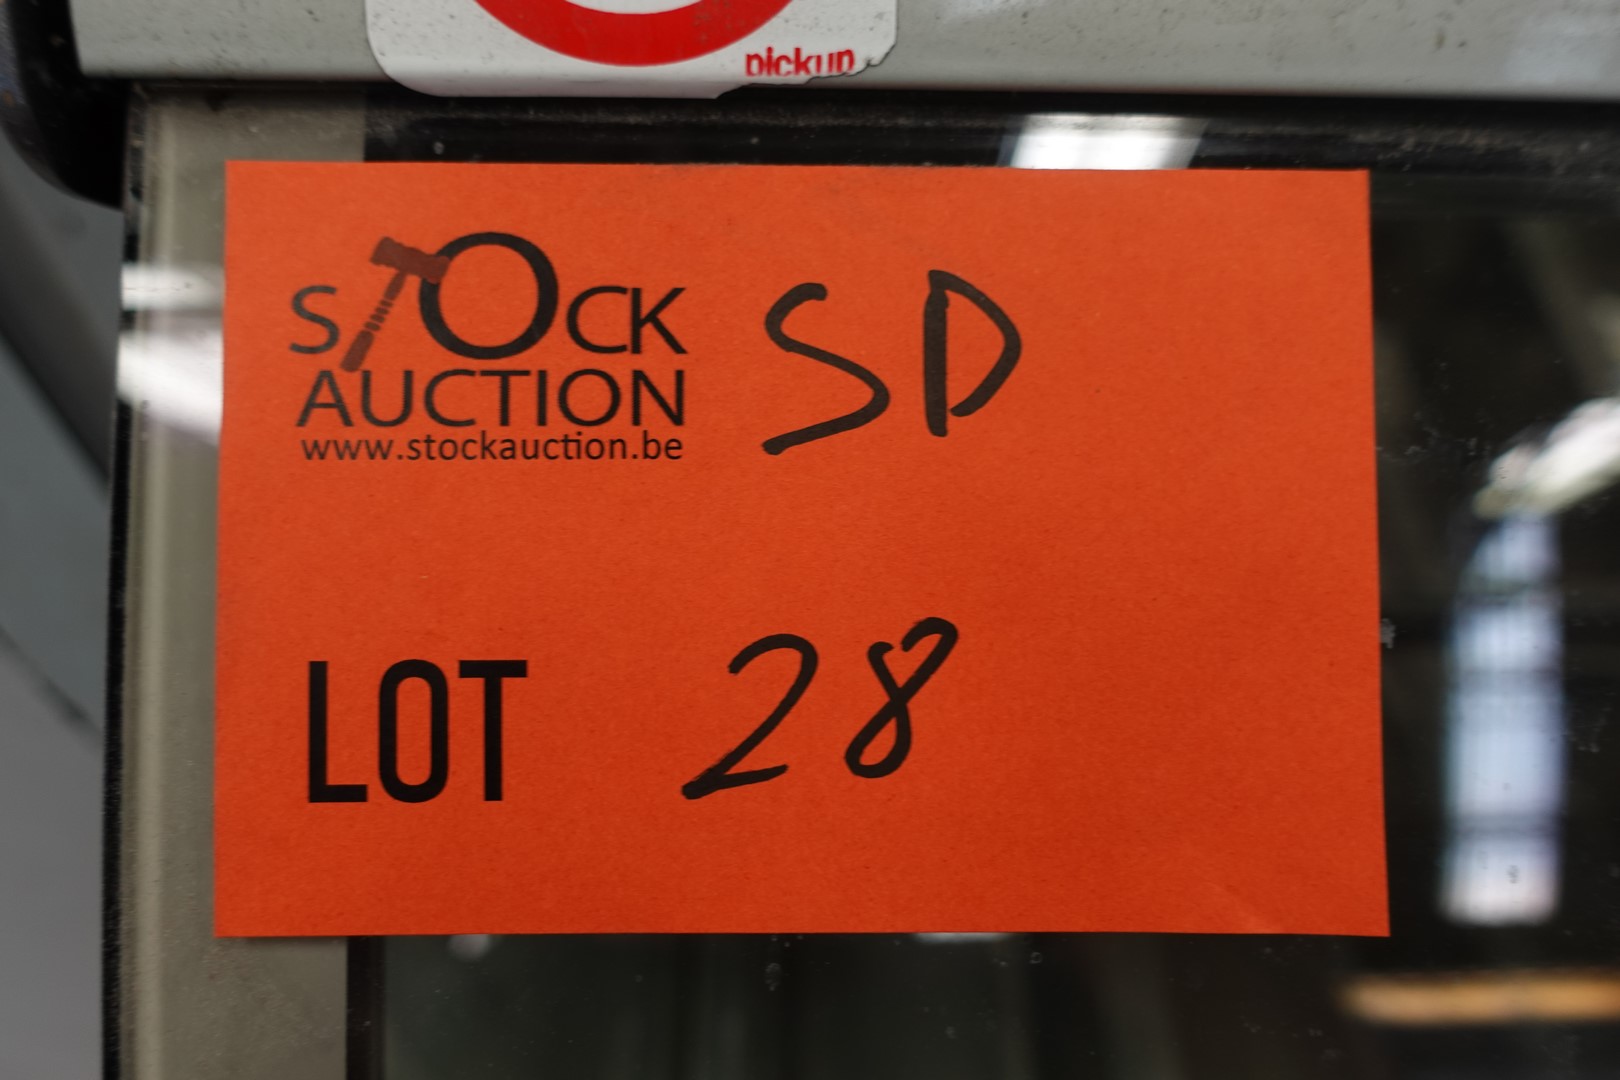 pickup
STOCK
AUCTION
www.stockauction.be
SD
LOT 28